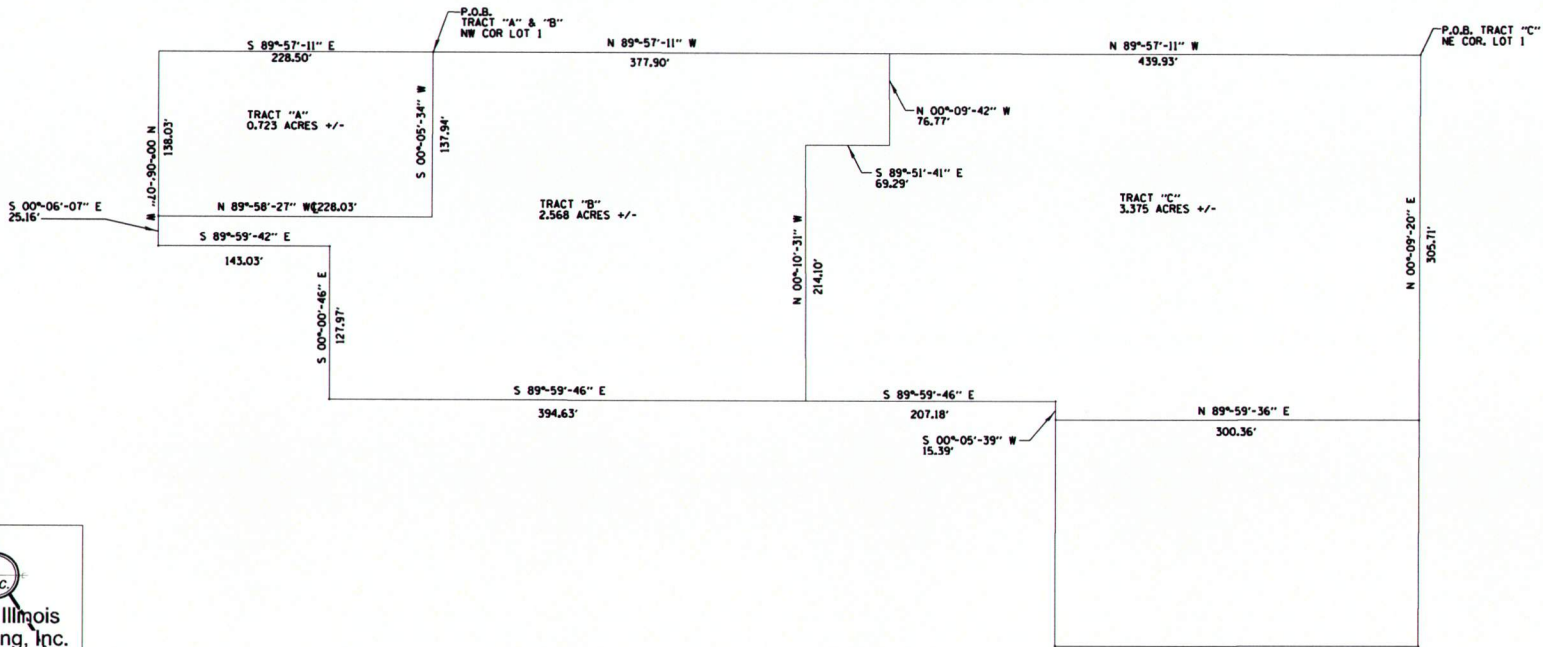 P.O.B.
TRACT "A" & "B"
NW COR LOT 1
P.O.B. TRACT "C"
NE COR. LOT 1
S 89°-57'-11" E
228.50'
N 89°-57'-11" W
377.90'
N 89°-57'-11" W
439.93'
TRACT "A"
0.723 ACRES +/-
N 00°-06'-07" W
138.03'
S 00°-05'-34" W
137.94'
N 00°-09'-42" W
76.77'
S 89°-51'-41" E
69.29'
S 00°-06'-07" E
25.16'
N 89°-58'-27" W 228.03'
TRACT "B"
2.568 ACRES +/-
TRACT "C"
3.375 ACRES +/-
S 89°-59'-42" E
143.03'
S 00°-00'-46" E
127.97'
N 00°-10'-31" W
214.10'
N 00°-09'-20" E
305.71'
S 89°-59'-46" E
394.63'
S 89°-59'-46" E
207.18'
S 00°-05'-39" W
15.39'
N 89°-59'-36" E
300.36'
C.
Illinois
ng, Inc.